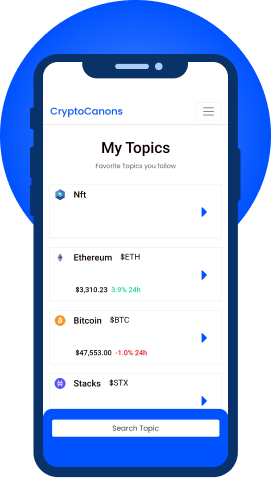 CryptoCanons
My Topics
Favorite Topics you follow
Nft
Ethereum $ETH
$3,310.23 3.9% 24h
Bitcoin $BTC
$47,553.00 -1.0% 24h
Stacks $STX
Search Topic